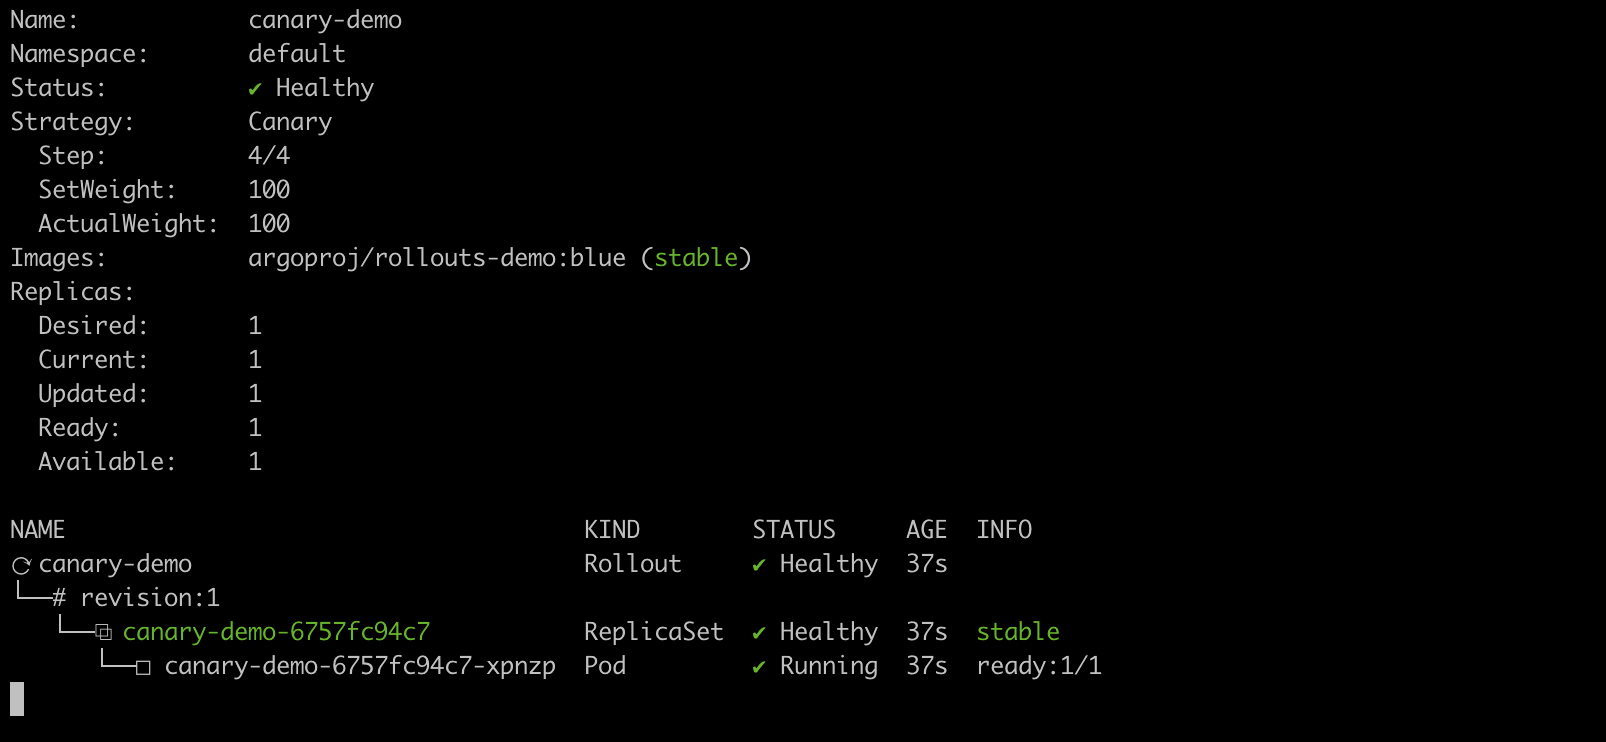 Name:                 canary-demo
Namespace:            default
Status:               ✔ Healthy
Strategy:             Canary
  Step:               4/4
  SetWeight:          100
  ActualWeight:       100
Images:               argoproj/rollouts-demo:blue (stable)
Replicas:
  Desired:            1
  Current:            1
  Updated:            1
  Ready:              1
  Available:          1
NAME                                     KIND        STATUS     AGE  INFO
⟳ canary-demo                            Rollout     ✔ Healthy  37s
└──# revision:1
   └──⧉ canary-demo-6757fc94c7           ReplicaSet  ✔ Healthy  37s  stable
      └──□ canary-demo-6757fc94c7-xpnzp  Pod         ✔ Running  37s  ready:1/1